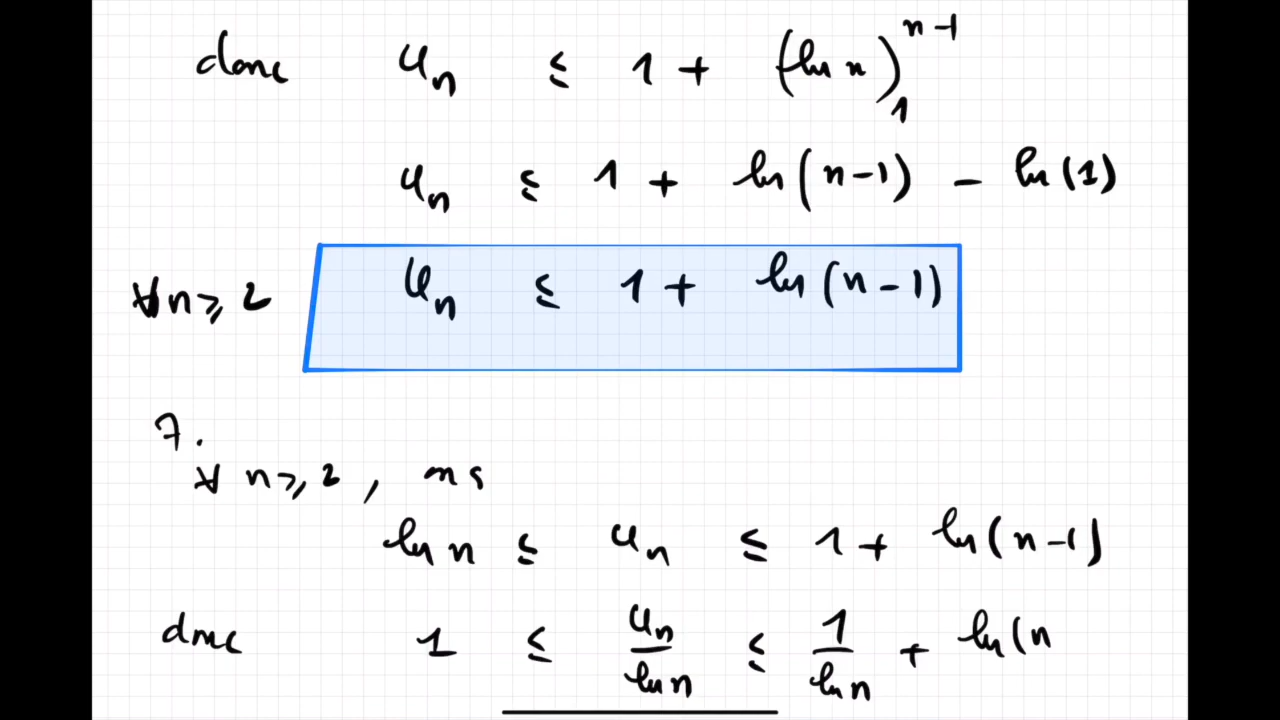 donc uₙ ≤ 1 + (ln x)₁ⁿ⁻¹
uₙ ≤ 1 + ln(n-1) - ln(1)
∀n≥2 uₙ ≤ 1 + ln(n-1)
7.
∀ n≥2, ms
ln n ≤ uₙ ≤ 1 + ln(n-1)
donc 1 ≤ uₙ/ln n ≤ 1/ln n + ln(n